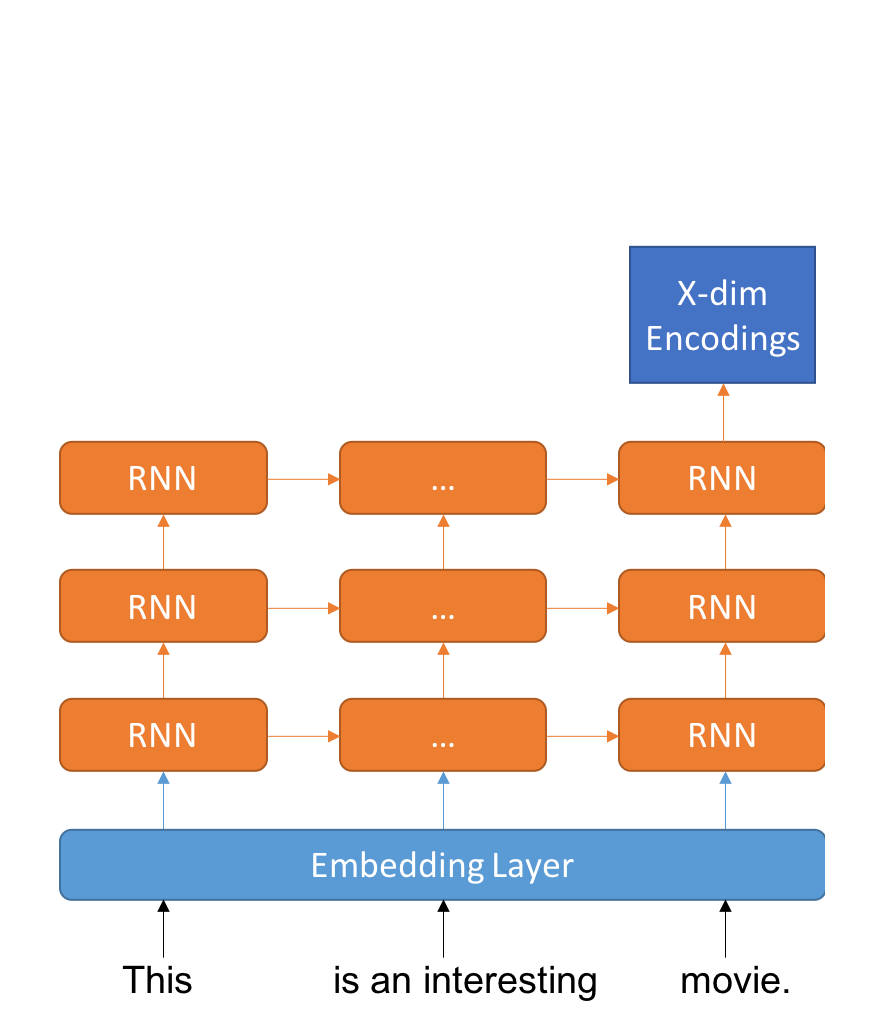 X-dim
Encodings
RNN ... RNN
RNN ... RNN
RNN ... RNN
Embedding Layer
This is an interesting movie.